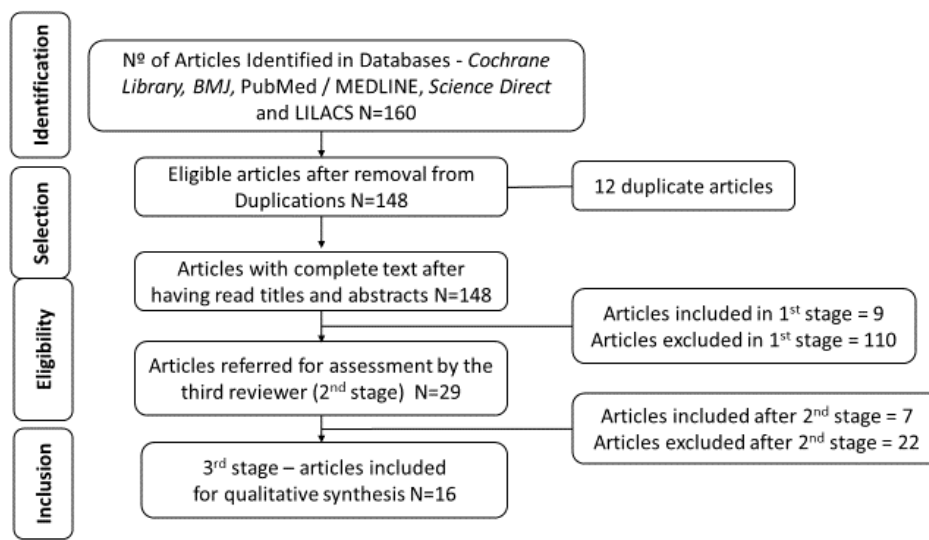 Identification
Nº of Articles Identified in Databases - Cochrane
Library, BMJ, PubMed / MEDLINE, Science Direct
and LILACS N=160
Selection
Eligible articles after removal from
Duplications N=148
12 duplicate articles
Articles with complete text after
having read titles and abstracts N=148
Eligibility
Articles included in 1st stage = 9
Articles excluded in 1st stage = 110
Articles referred for assessment by the
third reviewer (2nd stage) N=29
Articles included after 2nd stage = 7
Articles excluded after 2nd stage = 22
Inclusion
3rd stage – articles included
for qualitative synthesis N=16